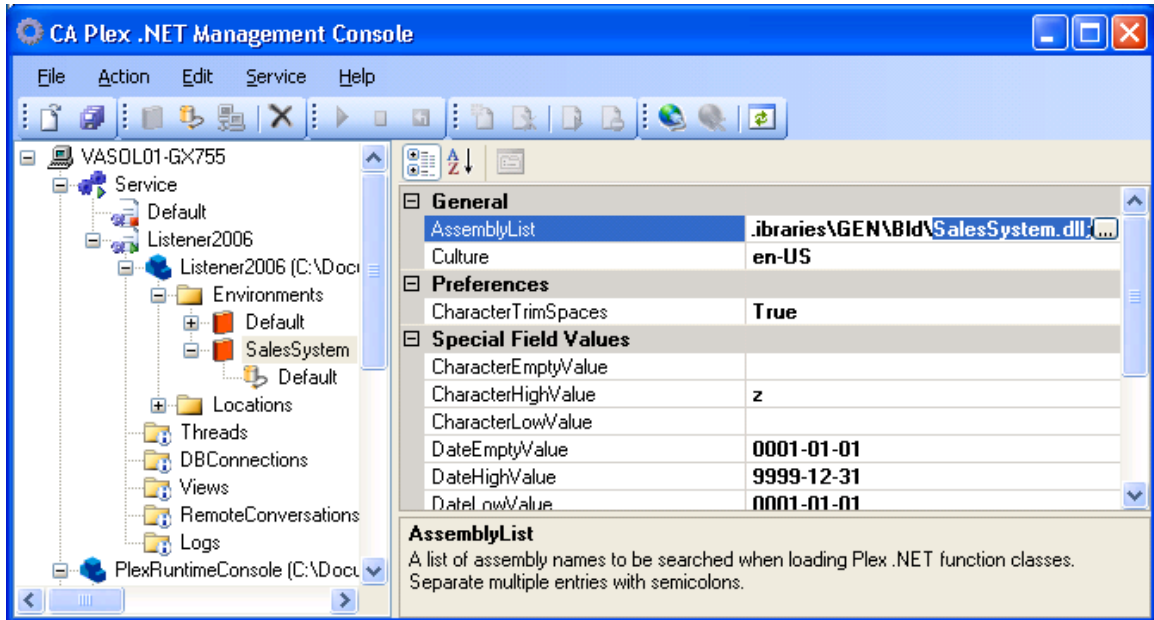 CA Plex .NET Management Console
File Action Edit Service Help
VASOL01-GX755
Service
Default
Listener2006
Listener2006 (C:\Docu
Environments
Default
SalesSystem
Default
Locations
Threads
DBConnections
Views
RemoteConversations
Logs
PlexRuntimeConsole (C:\Docu
General
AssemblyList .ibraries\GEN\Bld\SalesSystem.dll; ...
Culture en-US
Preferences
CharacterTrimSpaces True
Special Field Values
CharacterEmptyValue
CharacterHighValue z
CharacterLowValue
DateEmptyValue 0001-01-01
DateHighValue 9999-12-31
DateLowValue 0001-01-01
AssemblyList
A list of assembly names to be searched when loading Plex .NET function classes.
Separate multiple entries with semicolons.